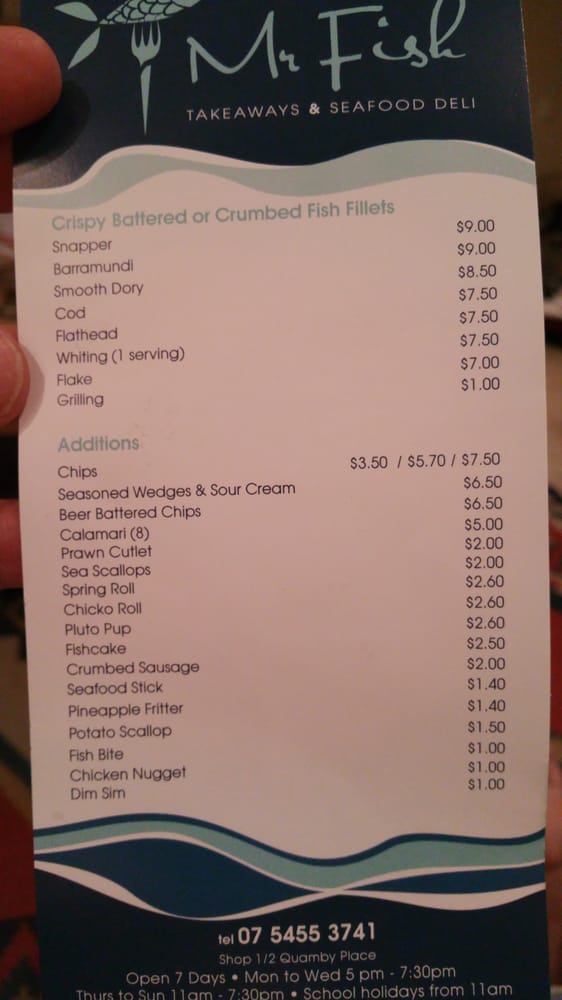 Mr Fish
TAKEAWAYS & SEAFOOD DELI
Crispy Battered or Crumbed Fish Fillets
Snapper $9.00
Barramundi $9.00
Smooth Dory $8.50
Cod $7.50
Flathead $7.50
Whiting (1 serving) $7.50
Flake $7.00
Grilling $1.00
Additions
Chips $3.50 / $5.70 / $7.50
Seasoned Wedges & Sour Cream $6.50
Beer Battered Chips $6.50
Calamari (8) $5.00
Prawn Cutlet $2.00
Sea Scallops $2.00
Spring Roll $2.60
Chicko Roll $2.60
Pluto Pup $2.60
Fishcake $2.50
Crumbed Sausage $2.00
Seafood Stick $1.40
Pineapple Fritter $1.40
Potato Scallop $1.50
Fish Bite $1.00
Chicken Nugget $1.00
Dim Sim $1.00
tel 07 5455 3741
Shop 1/2 Quamby Place
Open 7 Days • Mon to Wed 5 pm - 7:30pm
Thurs to Sun 11am - 7:30pm • School holidays from 11am